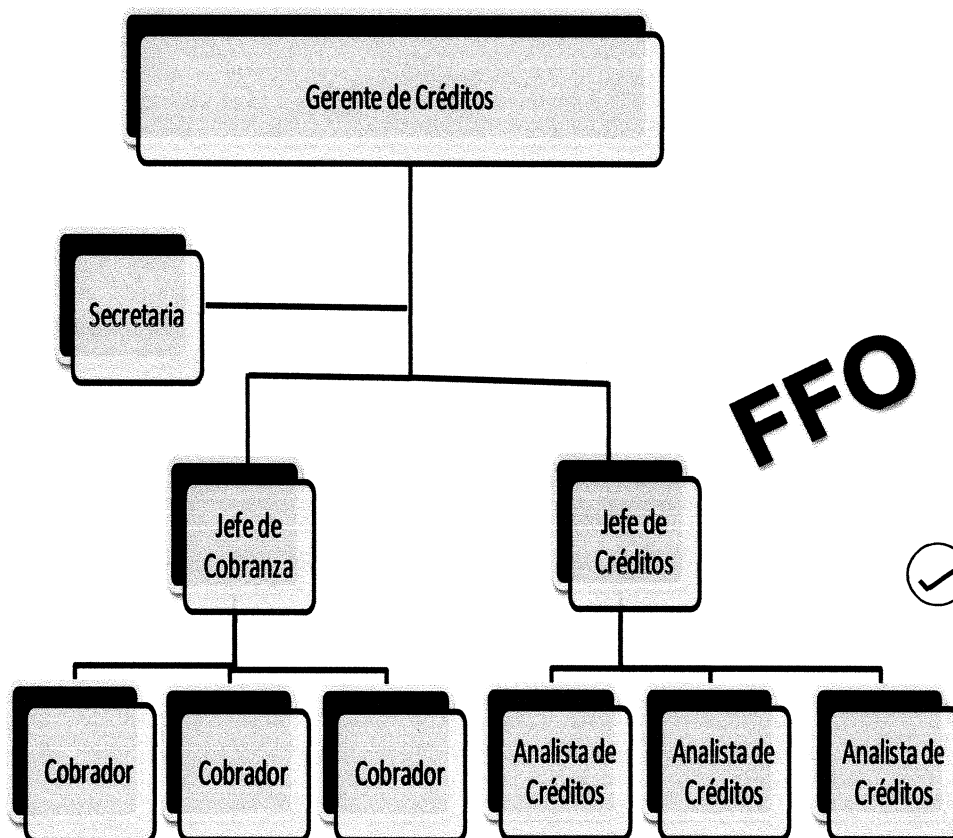 Gerente de Créditos
Secretaria
FFO
Jefe de
Cobranza
Jefe de
Créditos
Cobrador
Cobrador
Cobrador
Analista de
Créditos
Analista de
Créditos
Analista de
Créditos